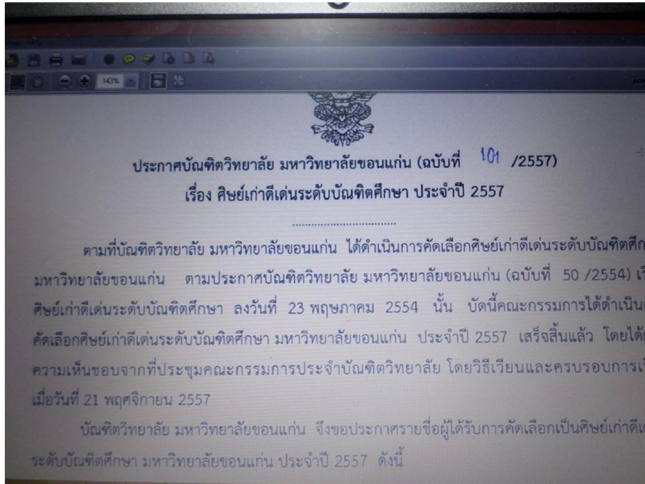 143%
ประกาศบัณฑิตวิทยาลัย มหาวิทยาลัยขอนแก่น (ฉบับที่ 101 /2557)
เรื่อง ศิษย์เก่าดีเด่นระดับบัณฑิตศึกษา ประจำปี 2557
ตามที่บัณฑิตวิทยาลัย มหาวิทยาลัยขอนแก่น ได้ดำเนินการคัดเลือกศิษย์เก่าดีเด่นระดับบัณฑิตศึก
มหาวิทยาลัยขอนแก่น ตามประกาศบัณฑิตวิทยาลัย มหาวิทยาลัยขอนแก่น (ฉบับที่ 50 /2554)
ศิษย์เก่าดีเด่นระดับบัณฑิตศึกษา ลงวันที่ 23 พฤษภาคม 2554 นั้น บัดนี้คณะกรรมการได้ดำเนิน
คัดเลือกศิษย์เก่าดีเด่นระดับบัณฑิตศึกษา มหาวิทยาลัยขอนแก่น ประจำปี 2557 เสร็จสิ้นแล้ว โดยได้
ความเห็นชอบจากที่ประชุมคณะกรรมการประจำบัณฑิตวิทยาลัย โดยวิธีเวียนและครบรอบการ
เมื่อวันที่ 21 พฤศจิกายน 2557
บัณฑิตวิทยาลัย มหาวิทยาลัยขอนแก่น จึงขอประกาศรายชื่อผู้ได้รับการคัดเลือกเป็นศิษย์เก่าดี
ระดับบัณฑิตศึกษา มหาวิทยาลัยขอนแก่น ประจำปี 2557 ดังนี้